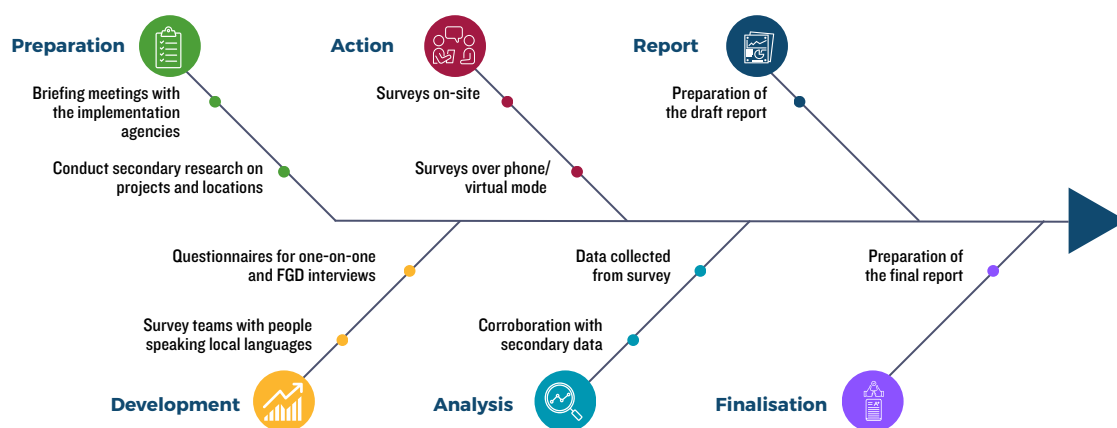 Preparation
Briefing meetings with
the implementation
agencies
Conduct secondary research on
projects and locations
Action
Surveys on-site
Surveys over phone/
virtual mode
Report
Preparation of
the draft report
Questionnaires for one-on-one
and FGD interviews
Survey teams with people
speaking local languages
Development
Data collected
from survey
Corroboration with
secondary data
Analysis
Preparation of
the final report
Finalisation